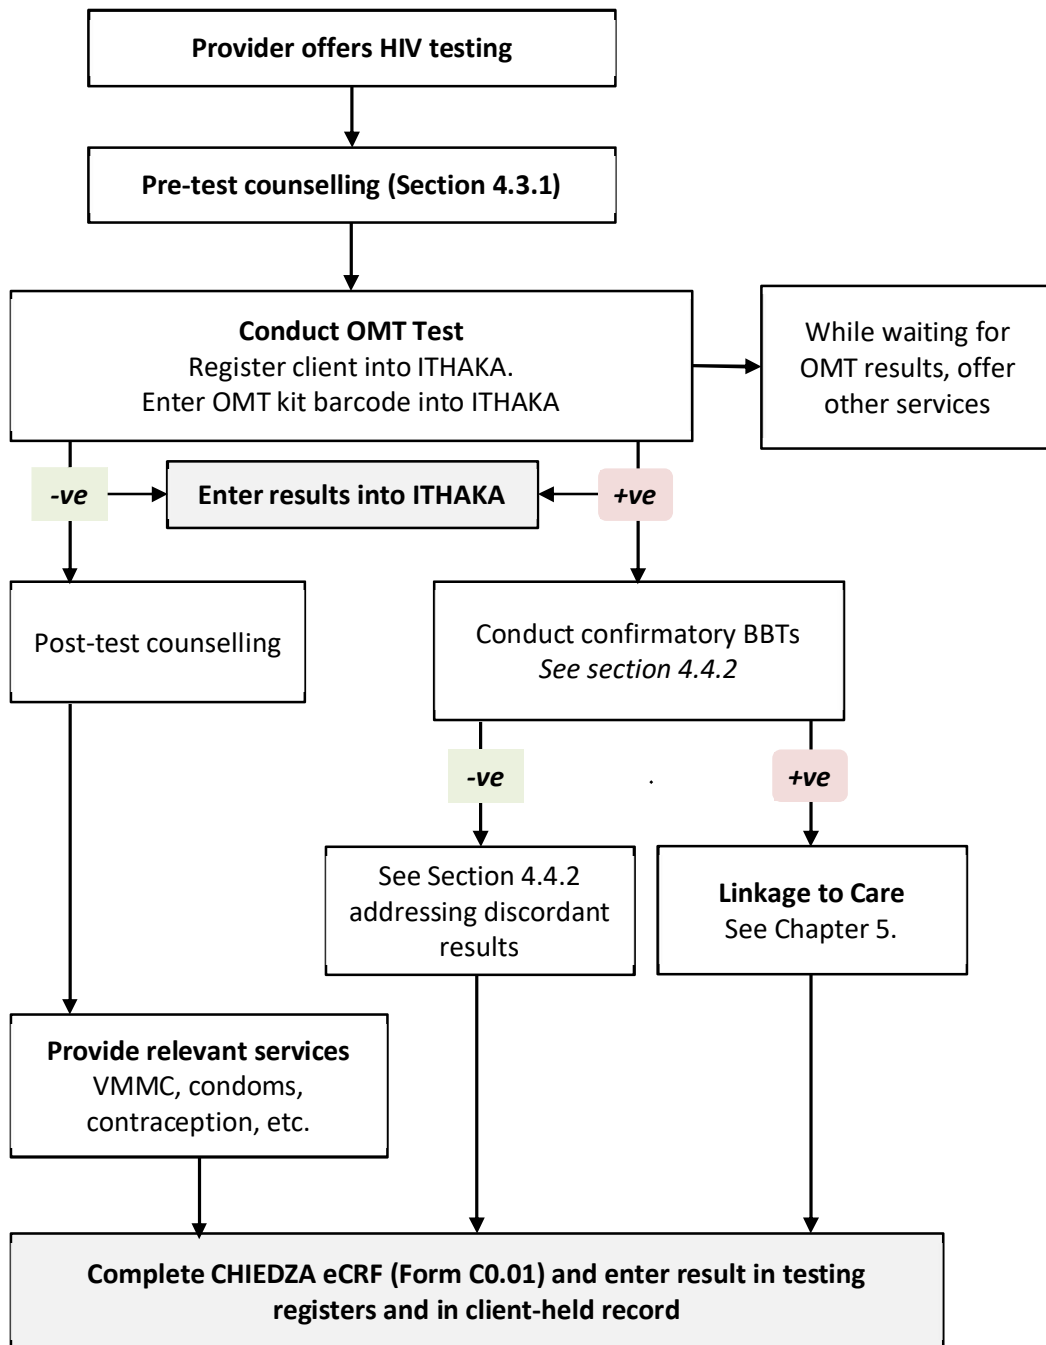 Provider offers HIV testing
Pre-test counselling (Section 4.3.1)
Conduct OMT Test
Register client into ITHAKA.
Enter OMT kit barcode into ITHAKA
While waiting for
OMT results, offer
other services
-ve
Enter results into ITHAKA
+ve
Post-test counselling
Conduct confirmatory BBTs
See section 4.4.2
-ve
.
+ve
See Section 4.4.2
addressing discordant
results
Linkage to Care
See Chapter 5.
Provide relevant services
VMMC, condoms,
contraception, etc.
Complete CHIEDZA eCRF (Form C0.01) and enter result in testing
registers and in client-held record